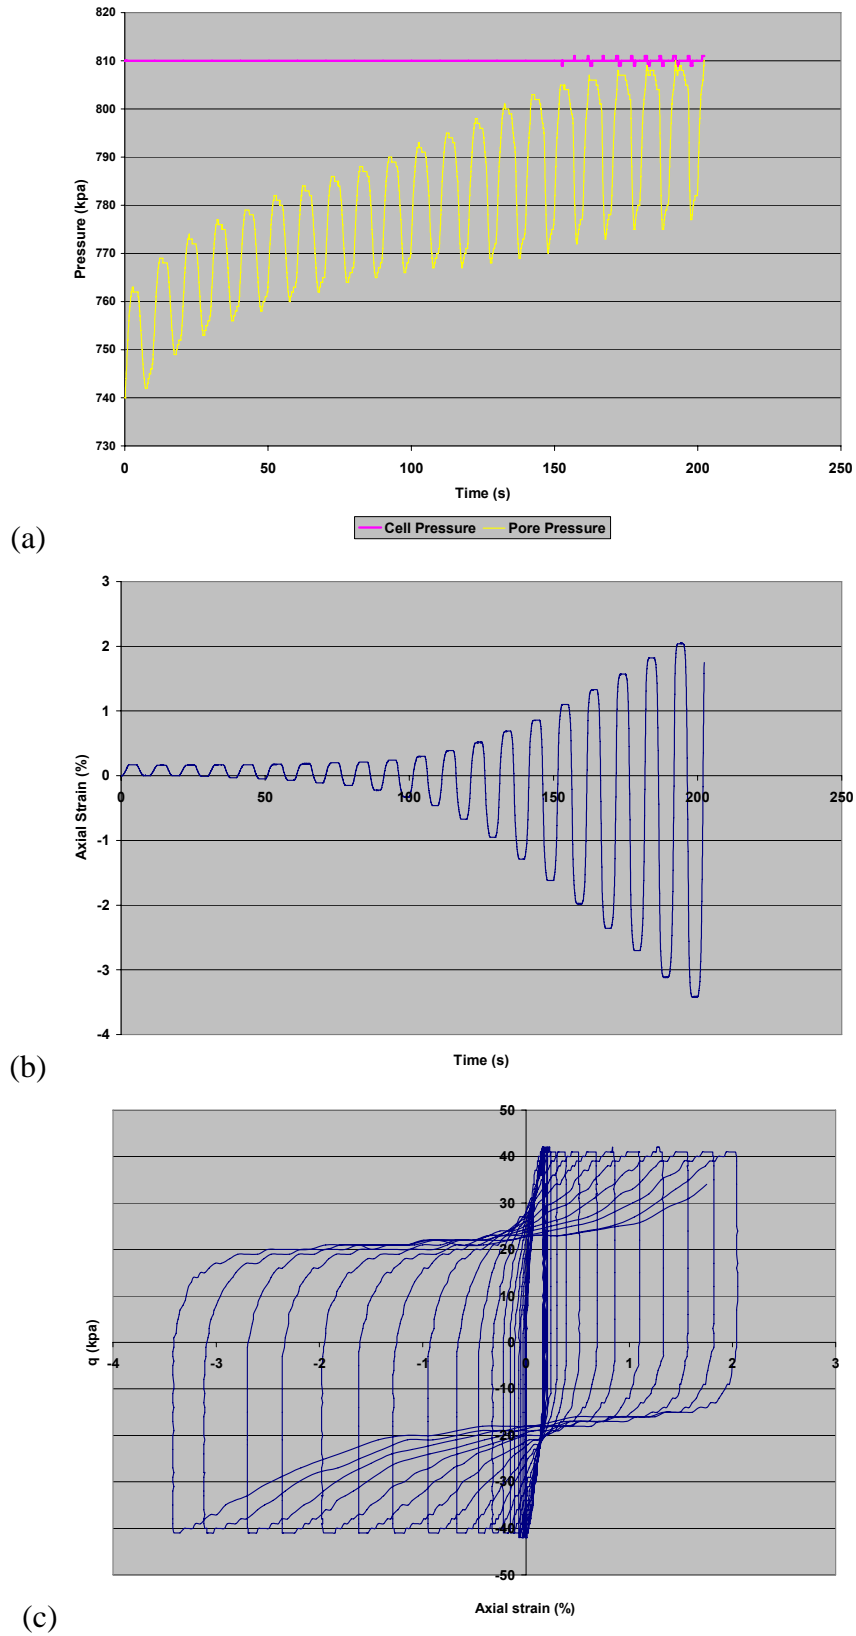 820
810
800
790
780
770
760
750
740
730
Pressure (kpa)
0 50 100 150 200 250
Time (s)
Cell Pressure Pore Pressure
(a)
3
2
1
0
-1
-2
-3
-4
Axial Strain (%)
0 50 100 150 200 250
Time (s)
(b)
50
40
30
20
10
0
-10
-20
-30
-40
-50
q (kpa)
-4 -3 -2 -1 0 1 2 3
Axial strain (%)
(c)